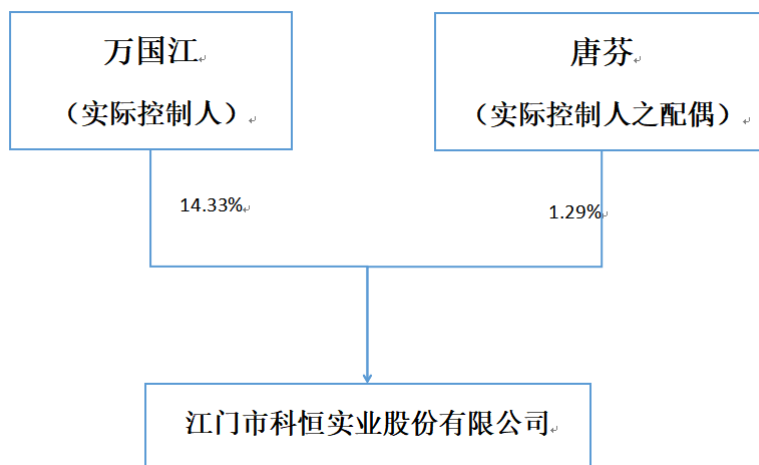 万国江
（实际控制人）
唐芬
（实际控制人之配偶）
14.33%
1.29%
江门市科恒实业股份有限公司